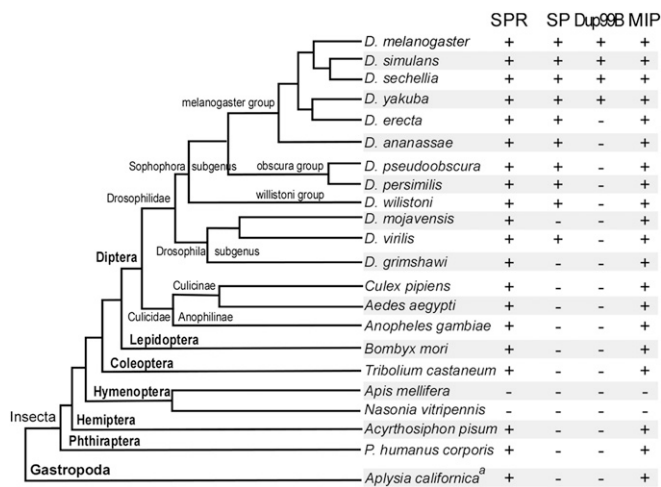 SPR SP Dup99B MIP
D. melanogaster + + + +
D. simulans + + + +
D. sechellia + + + +
melanogaster group D. yakuba + + + +
D. erecta + + - +
D. ananassae + + - +
Sophophora subgenus obscura group D. pseudoobscura + + - +
D. persimilis + + - +
Drosophilidae willistoni group D. wilistoni + + - +
D. mojavensis + - - +
D. virilis + + - +
Drosophila subgenus
Diptera D. grimshawi + - - +
Culicinae Culex pipiens + - - +
Aedes aegypti + - - +
Culicidae Anophilinae Anopheles gambiae + - - +
Lepidoptera Bombyx mori + - - +
Coleoptera Tribolium castaneum + - - +
Hymenoptera Apis mellifera - - - -
Nasonia vitripennis - - - -
Insecta Hemiptera Acyrthosiphon pisum + - - +
Phthiraptera P. humanus corporis + - - +
Gastropoda Aplysia californica a + - - +